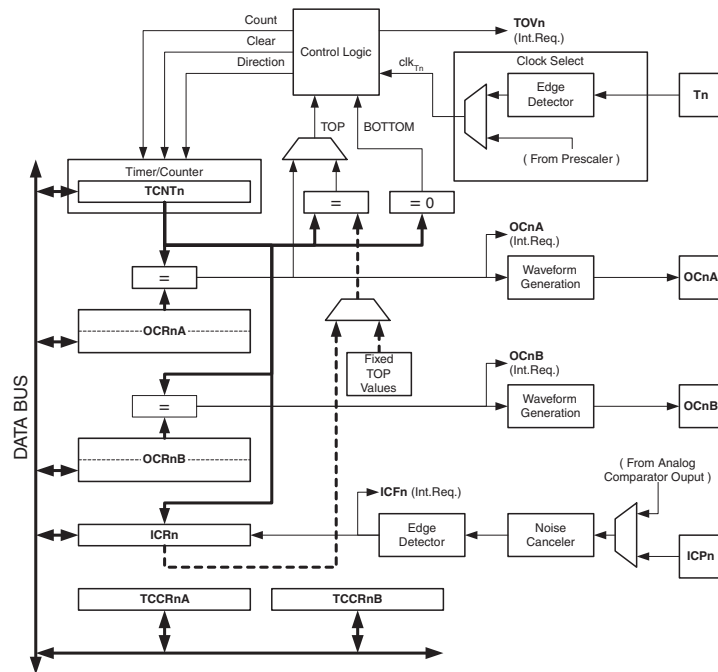 Count
Clear
Direction
Control Logic
TOVn
(Int.Req.)
clkTn
Clock Select
Edge
Detector
Tn
( From Prescaler )
TOP
BOTTOM
Timer/Counter
TCNTn
=
= 0
OCnA
(Int.Req.)
=
Waveform
Generation
OCnA
OCRnA
Fixed
TOP
Values
OCnB
(Int.Req.)
=
Waveform
Generation
OCnB
OCRnB
DATA BUS
( From Analog
Comparator Ouput )
ICFn (Int.Req.)
ICRn
Edge
Detector
Noise
Canceler
ICPn
TCCRnA
TCCRnB